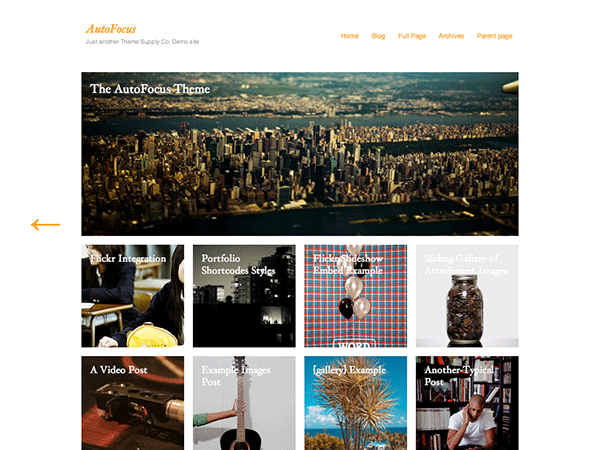 AutoFocus
Just another Theme Supply Co. Demo site
Home Blog Full Page Archives Parent page
The AutoFocus Theme
Flickr Integration
Portfolio
Shortcodes Styles
Flickr Slideshow
Embed Example
Sliding Gallery of
Attachment Images
WORD
A Video Post
Example Images
Post
{gallery} Example
Another Typical
Post